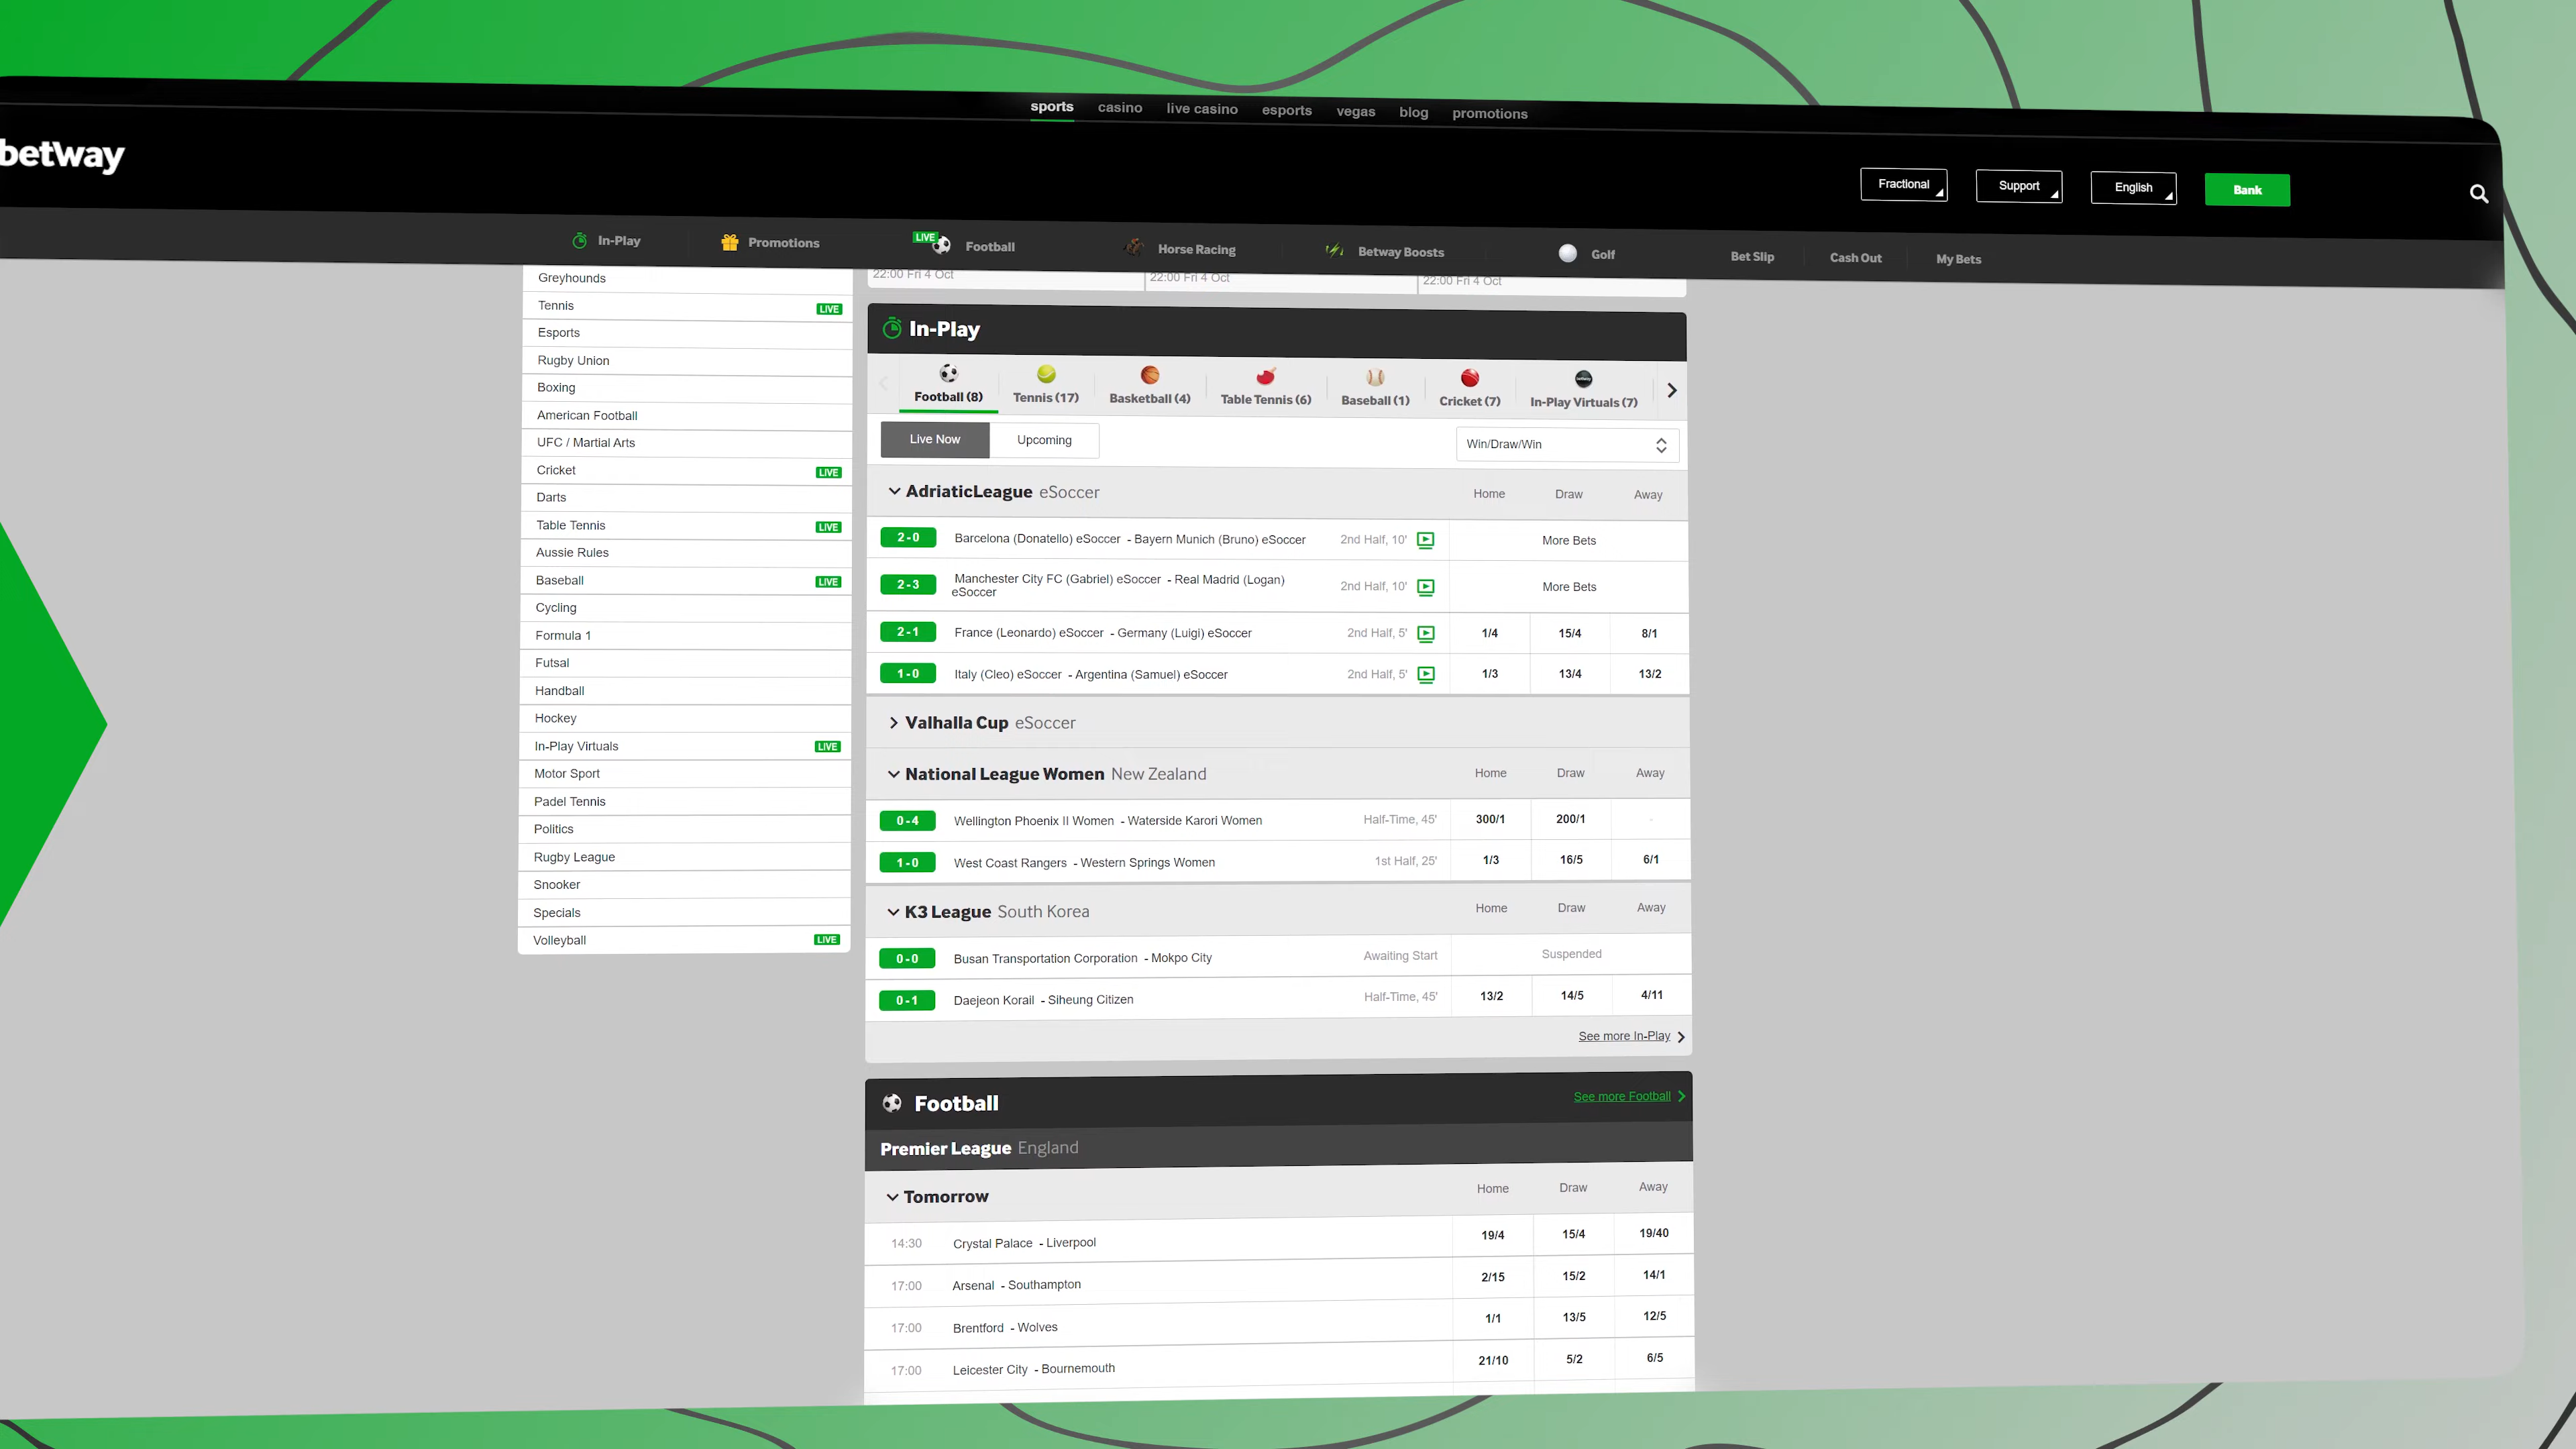 sports casino live casino esports vegas blog promotions
betway
Fractional Support English Bank
In-Play Promotions LIVE Football Horse Racing Betway Boosts Golf Bet Slip Cash Out My Bets
Greyhounds
Tennis LIVE
Esports
Rugby Union
Boxing
American Football
UFC / Martial Arts
Cricket LIVE
Darts
Table Tennis LIVE
Aussie Rules
Baseball LIVE
Cycling
Formula 1
Futsal
Handball
Hockey
In-Play Virtuals LIVE
Motor Sport
Padel Tennis
Politics
Rugby League
Snooker
Specials
Volleyball LIVE
22:00 Fri 4 Oct 22:00 Fri 4 Oct 22:00 Fri 4 Oct
In-Play
Football (8) Tennis (17) Basketball (4) Table Tennis (6) Baseball (1) Cricket (7) In-Play Virtuals (7)
Live Now Upcoming Win/Draw/Win
AdriaticLeague eSoccer Home Draw Away
2 - 0 Barcelona (Donatello) eSoccer - Bayern Munich (Bruno) eSoccer 2nd Half, 10' More Bets
2 - 3 Manchester City FC (Gabriel) eSoccer - Real Madrid (Logan) 2nd Half, 10' More Bets
eSoccer
2 - 1 France (Leonardo) eSoccer - Germany (Luigi) eSoccer 2nd Half, 5' 1/4 15/4 8/1
1 - 0 Italy (Cleo) eSoccer - Argentina (Samuel) eSoccer 2nd Half, 5' 1/3 13/4 13/2
Valhalla Cup eSoccer
National League Women New Zealand Home Draw Away
0 - 4 Wellington Phoenix II Women - Waterside Karori Women Half-Time, 45' 300/1 200/1 -
1 - 0 West Coast Rangers - Western Springs Women 1st Half, 25' 1/3 16/5 6/1
K3 League South Korea Home Draw Away
0 - 0 Busan Transportation Corporation - Mokpo City Awaiting Start Suspended
0 - 1 Daejeon Korail - Siheung Citizen Half-Time, 45' 13/2 14/5 4/11
See more In-Play
Football See more Football
Premier League England
Tomorrow Home Draw Away
14:30 Crystal Palace - Liverpool 19/4 15/4 19/40
17:00 Arsenal - Southampton 2/15 15/2 14/1
17:00 Brentford - Wolves 1/1 13/5 12/5
17:00 Leicester City - Bournemouth 21/10 5/2 6/5